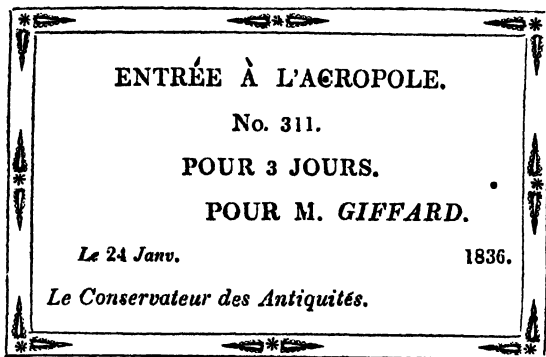 ENTRÉE À L'ACROPOLE.
No. 311.
POUR 3 JOURS.
POUR M. GIFFARD.
Le 24 Janv. 1836.
Le Conservateur des Antiquités.